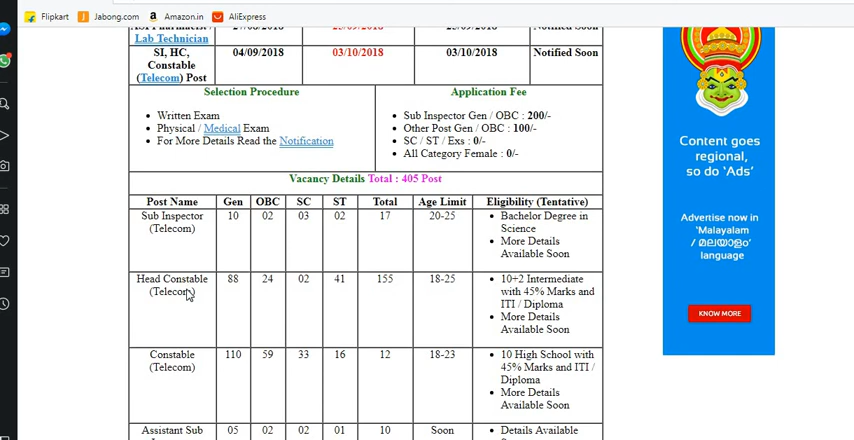 Flipkart Jabong.com Amazon.in AliExpress
Lab Technician
Notified Soon
SI, HC,
Constable
(Telecom) Post
04/09/2018 03/10/2018 03/10/2018 Notified Soon
Selection Procedure
Written Exam
Physical / Medical Exam
For More Details Read the Notification
Application Fee
Sub Inspector Gen / OBC : 200/-
Other Post Gen / OBC : 100/-
SC / ST / Exs : 0/-
All Category Female : 0/-
Vacancy Details Total : 405 Post
Post Name Gen OBC SC ST Total Age Limit Eligibility (Tentative)
Sub Inspector
(Telecom)
10 02 03 02 17 20-25
Bachelor Degree in
Science
More Details
Available Soon
Head Constable
(Telecom)
88 24 02 41 155 18-25
10+2 Intermediate
with 45% Marks and
ITI / Diploma
More Details
Available Soon
Constable
(Telecom)
110 59 33 16 12 18-23
10 High School with
45% Marks and ITI /
Diploma
More Details
Available Soon
Assistant Sub
05 02 02 01 10 Soon
Details Available
Content goes
regional,
so do 'Ads'
Advertise now in
'Malayalam
/ മലയാളം'
language
KNOW MORE